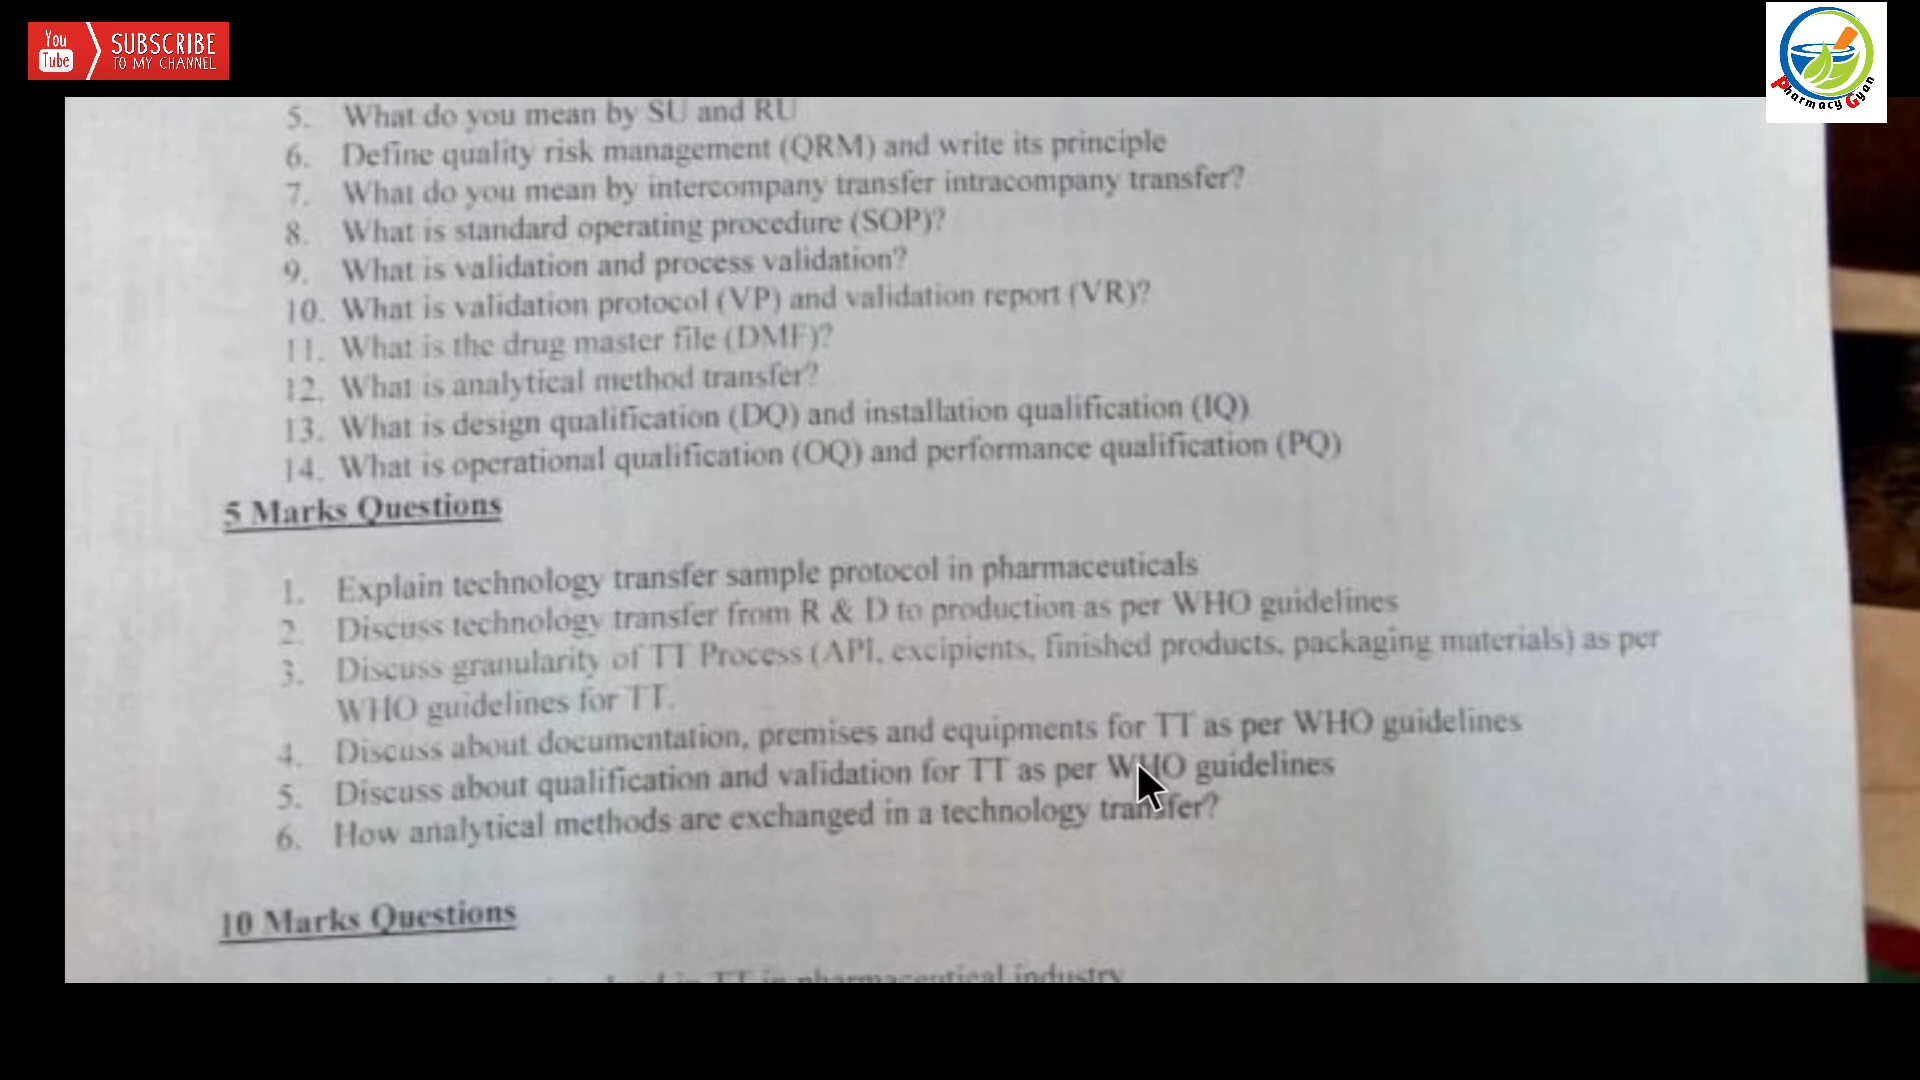 You Tube SUBSCRIBE TO MY CHANNEL
Pharmacy Gyan
5. What do you mean by SU and RU
6. Define quality risk management (QRM) and write its principle
7. What do you mean by intercompany transfer intracompany transfer?
8. What is standard operating procedure (SOP)?
9. What is validation and process validation?
10. What is validation protocol (VP) and validation report (VR)?
11. What is the drug master file (DMF)?
12. What is analytical method transfer?
13. What is design qualification (DQ) and installation qualification (IQ)
14. What is operational qualification (OQ) and performance qualification (PQ)
5 Marks Questions
1. Explain technology transfer sample protocol in pharmaceuticals
2. Discuss technology transfer from R & D to production as per WHO guidelines
3. Discuss granularity of TT Process (API, excipients, finished products, packaging materials) as per
WHO guidelines for TT.
4. Discuss about documentation, premises and equipments for TT as per WHO guidelines
5. Discuss about qualification and validation for TT as per WHO guidelines
6. How analytical methods are exchanged in a technology transfer?
10 Marks Questions
in TT in pharmaceutical industry